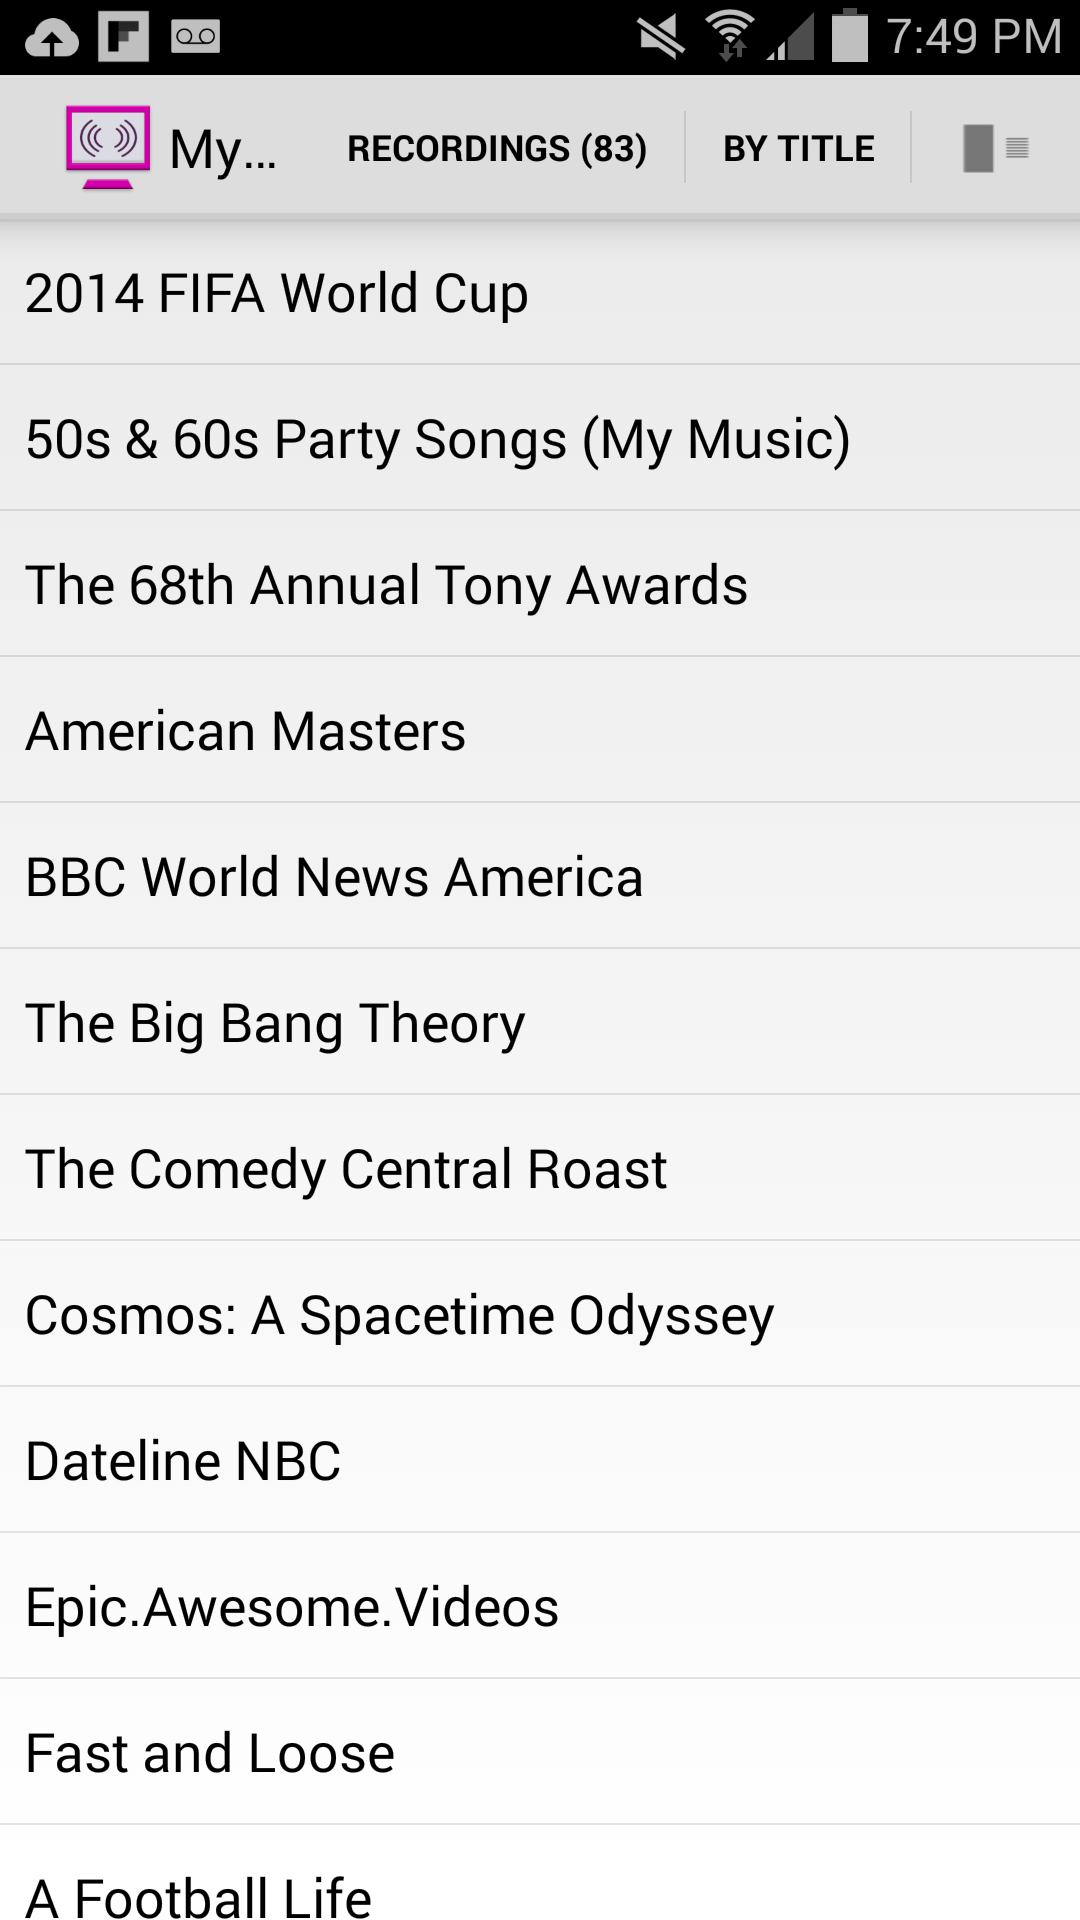 7:49 PM
My... RECORDINGS (83) BY TITLE
2014 FIFA World Cup
50s & 60s Party Songs (My Music)
The 68th Annual Tony Awards
American Masters
BBC World News America
The Big Bang Theory
The Comedy Central Roast
Cosmos: A Spacetime Odyssey
Dateline NBC
Epic.Awesome.Videos
Fast and Loose
A Football Life